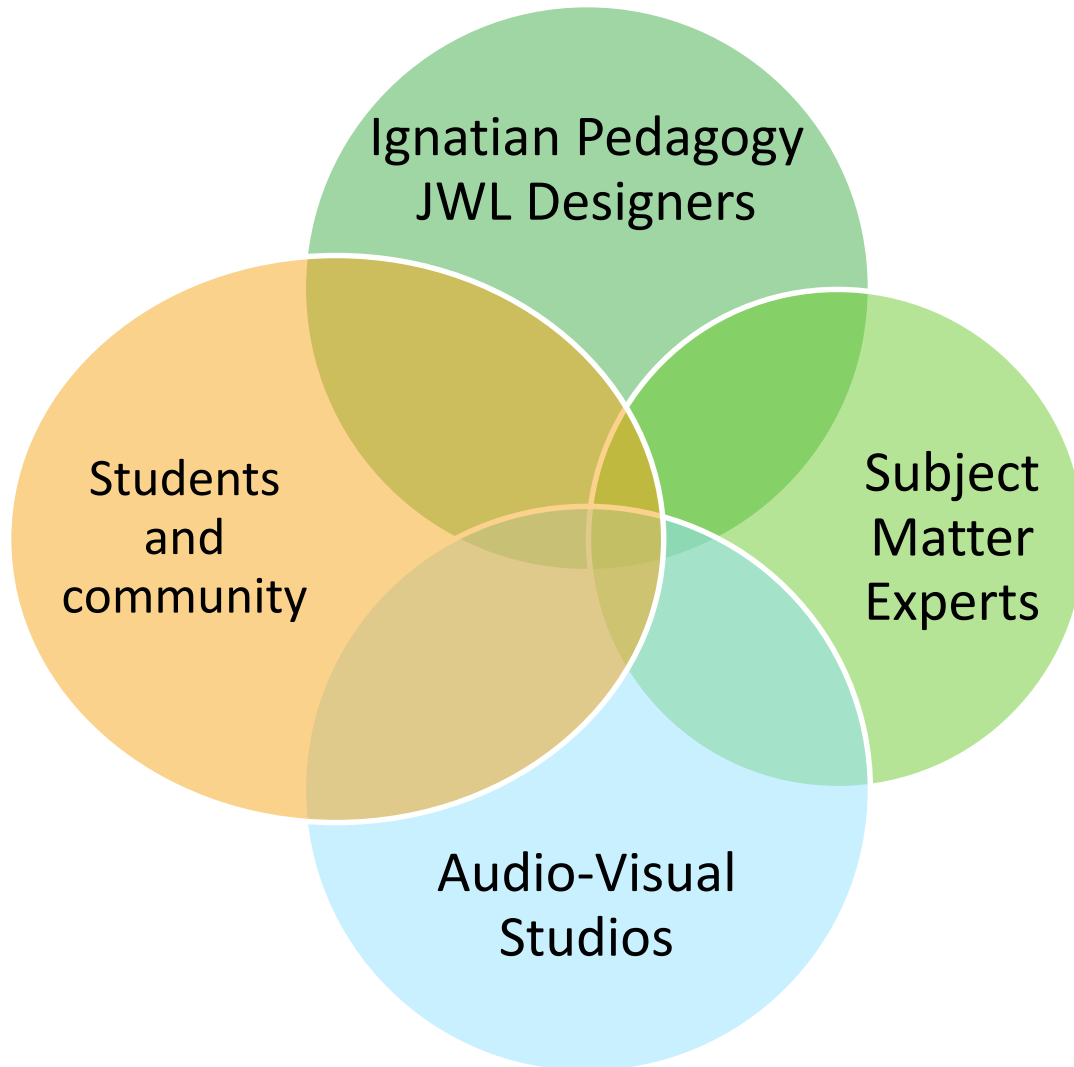 Ignatian Pedagogy
JWL Designers
Students
and
community
Subject
Matter
Experts
Audio-Visual
Studios